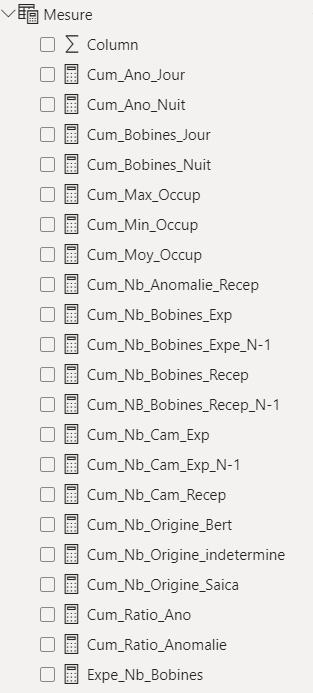 Mesure
Column
Cum_Ano_Jour
Cum_Ano_Nuit
Cum_Bobines_Jour
Cum_Bobines_Nuit
Cum_Max_Occup
Cum_Min_Occup
Cum_Moy_Occup
Cum_Nb_Anomalie_Recep
Cum_Nb_Bobines_Exp
Cum_Nb_Bobines_Expe_N-1
Cum_Nb_Bobines_Recep
Cum_NB_Bobines_Recep_N-1
Cum_Nb_Cam_Exp
Cum_Nb_Cam_Exp_N-1
Cum_Nb_Cam_Recep
Cum_Nb_Origine_Bert
Cum_Nb_Origine_indetermine
Cum_Nb_Origine_Saica
Cum_Ratio_Ano
Cum_Ratio_Anomalie
Expe_Nb_Bobines